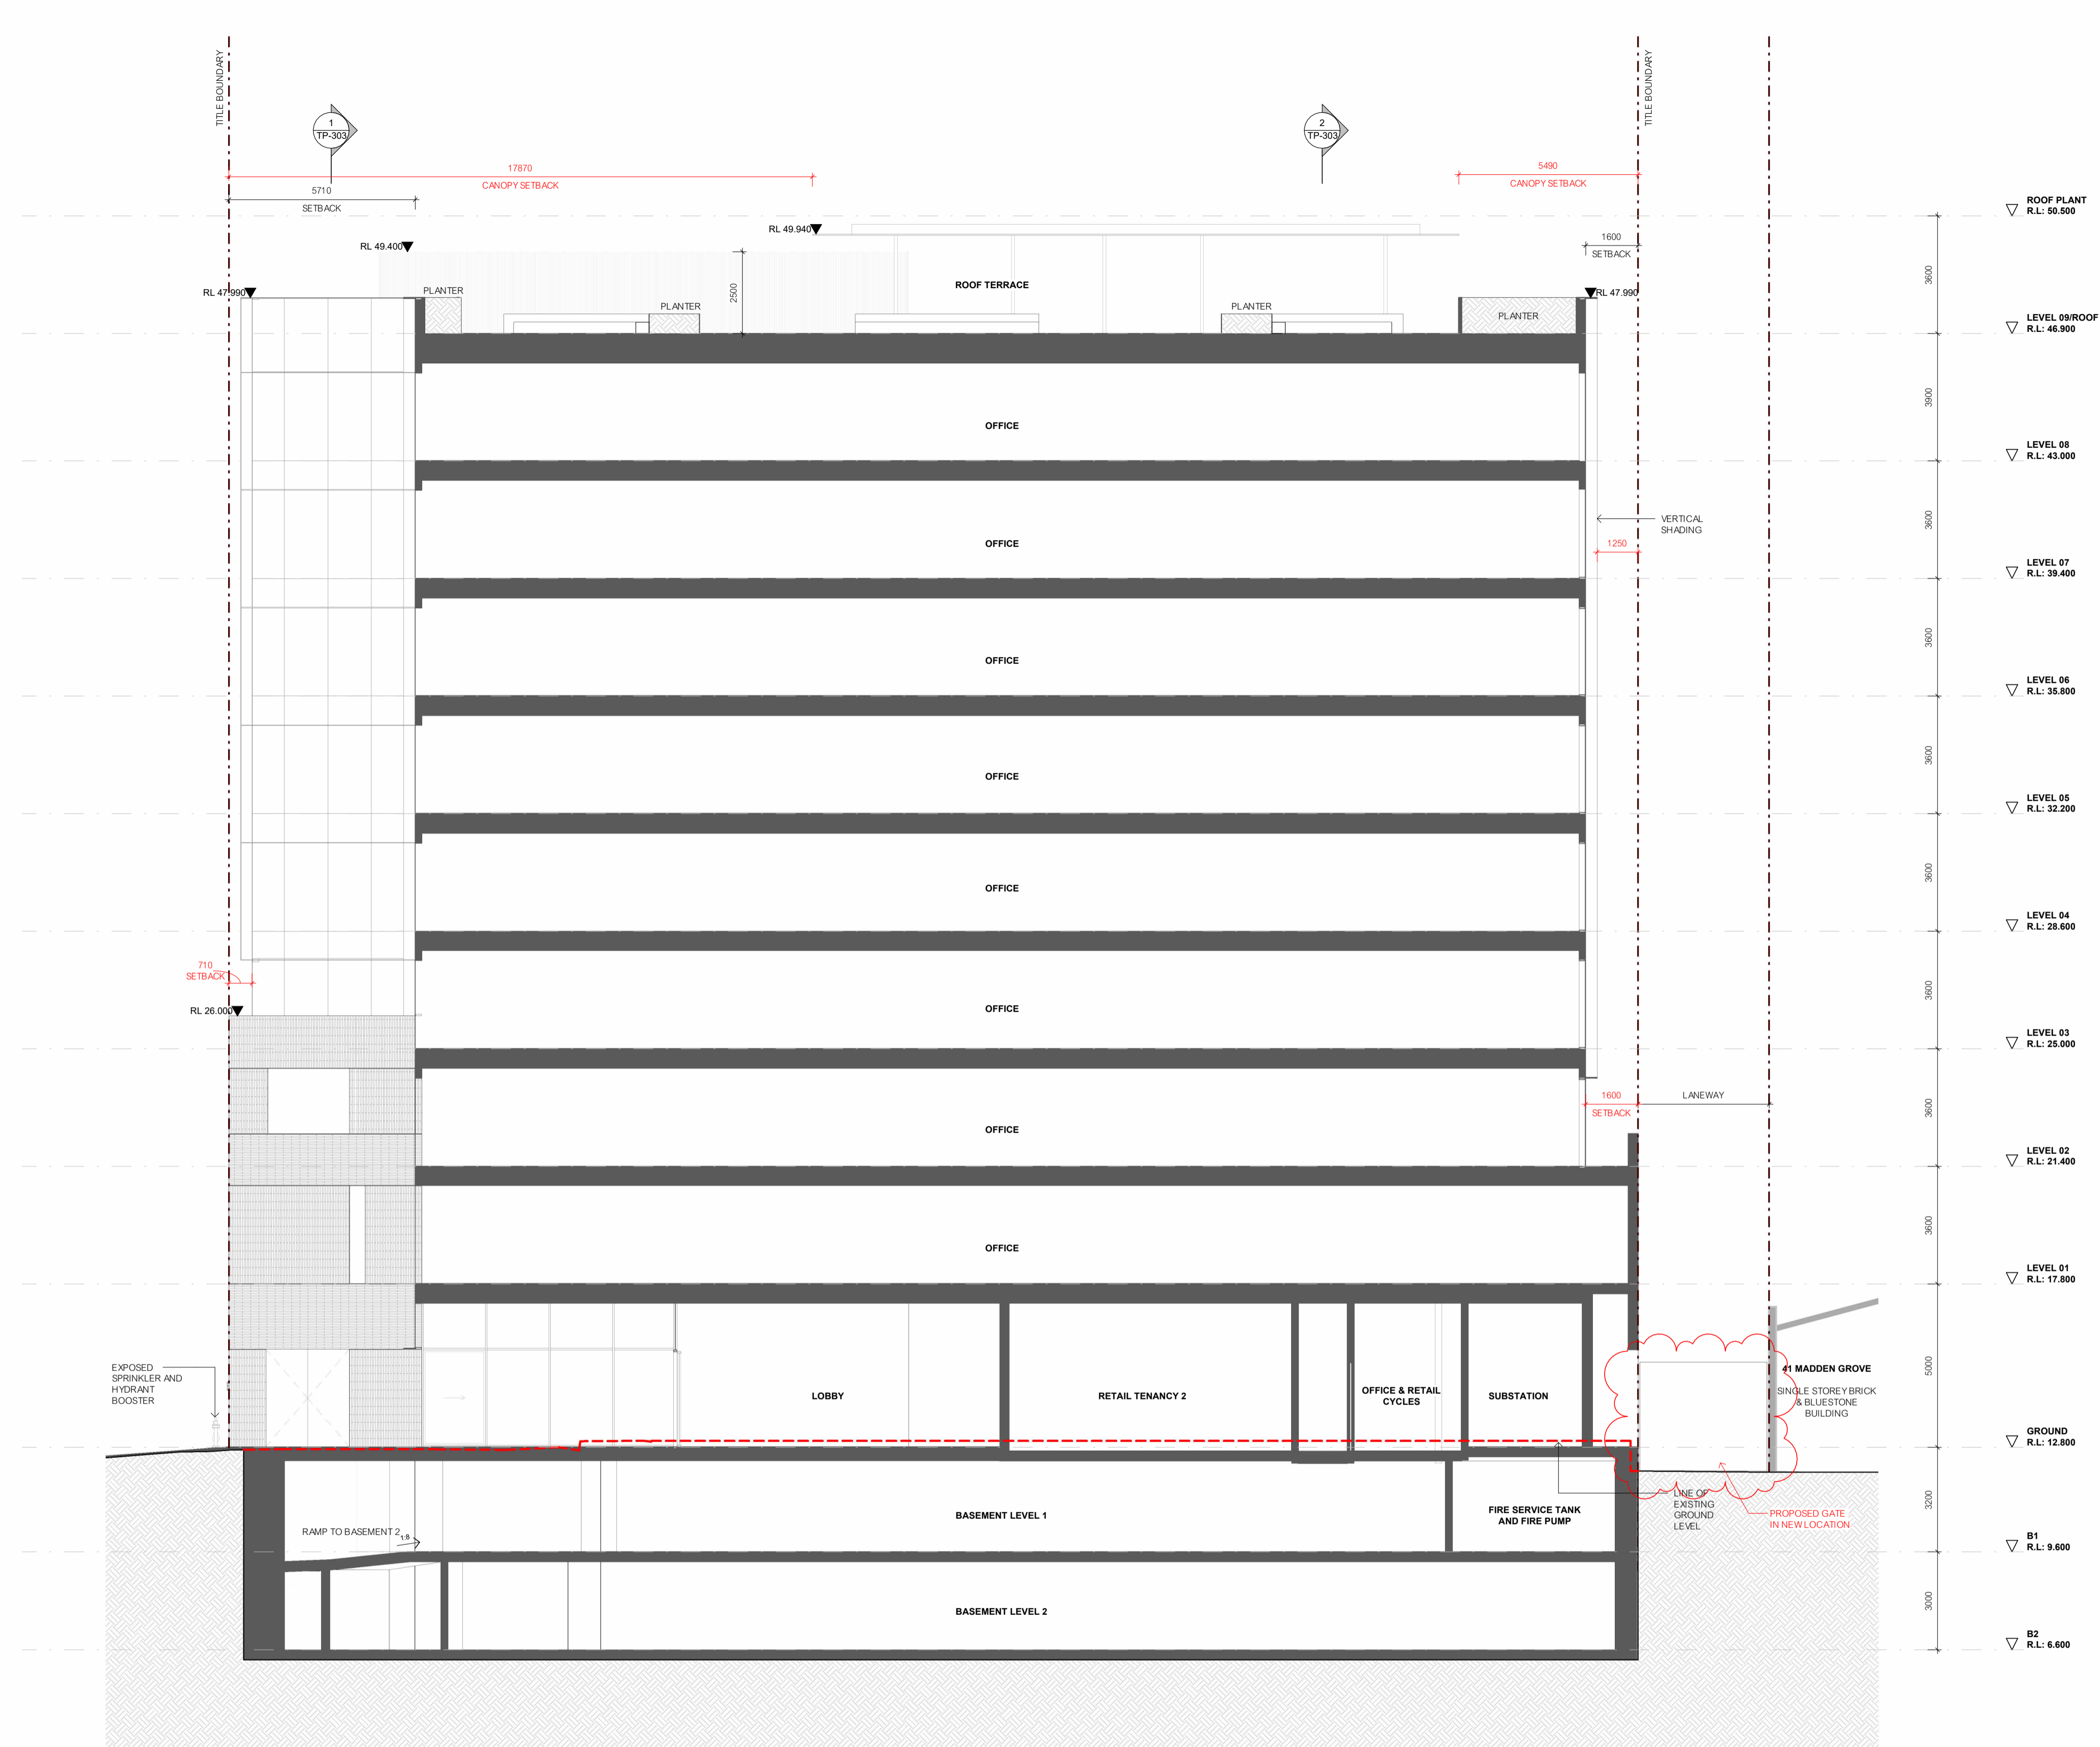 TITLE BOUNDARY
TITLE BOUNDARY
1
TP-303
2
TP-303
17870
CANOPY SETBACK
5490
CANOPY SETBACK
5710
SETBACK
ROOF PLANT
R.L: 50.500
RL 49.940
RL 49.400
1600
SETBACK
3600
ROOF TERRACE
2500
RL 47.990
PLANTER
PLANTER
PLANTER
PLANTER
RL 47.990
LEVEL 09/ROOF
R.L: 46.900
3900
OFFICE
LEVEL 08
R.L: 43.000
VERTICAL
SHADING
3600
OFFICE
1250
LEVEL 07
R.L: 39.400
3600
OFFICE
LEVEL 06
R.L: 35.800
3600
OFFICE
LEVEL 05
R.L: 32.200
3600
OFFICE
LEVEL 04
R.L: 28.600
710
SETBACK
3600
OFFICE
RL 26.000
LEVEL 03
R.L: 25.000
1600
SETBACK
LANEWAY
3600
OFFICE
LEVEL 02
R.L: 21.400
3600
OFFICE
LEVEL 01
R.L: 17.800
EXPOSED
SPRINKLER AND
HYDRANT
BOOSTER
LOBBY
RETAIL TENANCY 2
OFFICE & RETAIL
CYCLES
SUBSTATION
41 MADDEN GROVE
SINGLE STOREY BRICK
& BLUESTONE
BUILDING
5000
GROUND
R.L: 12.800
LINE OF
EXISTING
GROUND
LEVEL
PROPOSED GATE
IN NEW LOCATION
3200
BASEMENT LEVEL 1
FIRE SERVICE TANK
AND FIRE PUMP
RAMP TO BASEMENT 2
1:8
B1
R.L: 9.600
3000
BASEMENT LEVEL 2
B2
R.L: 6.600